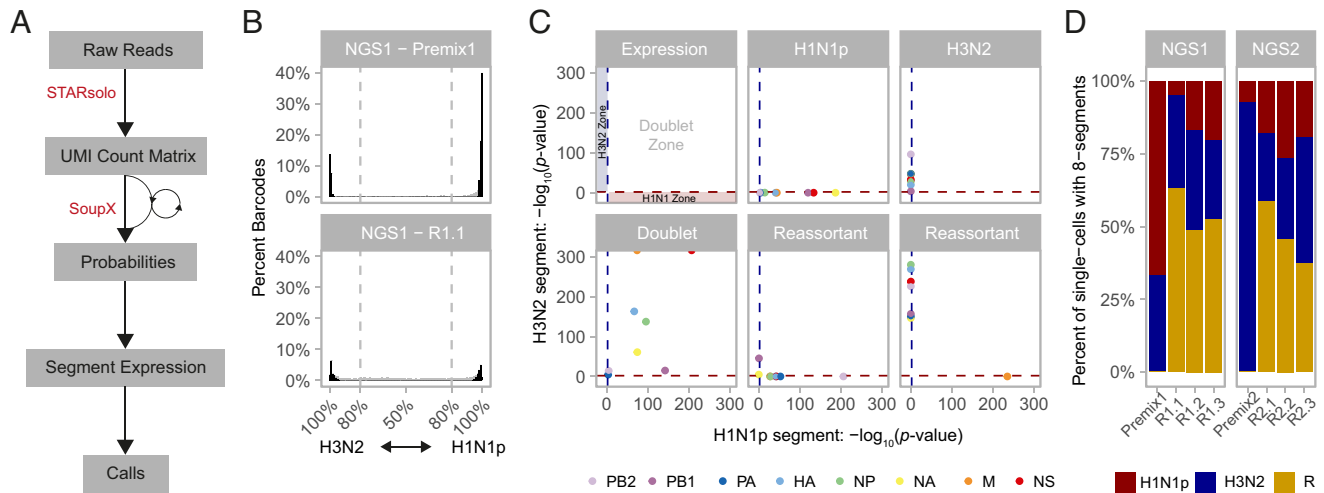 A
Raw Reads
STARsolo
UMI Count Matrix
SoupX
Probabilities
Segment Expression
Calls
B
NGS1 − Premix1
40%
30%
20%
10%
0%
NGS1 − R1.1
40%
30%
20%
10%
0%
Percent Barcodes
100%
80%
50%
80%
100%
H3N2
H1N1p
C
Expression
H1N1p
H3N2
300
200
100
0
H3N2 Zone
Doublet
Zone
H1N1 Zone
Doublet
Reassortant
Reassortant
300
200
100
0
H3N2 segment: −log10(p-value)
0
100
200
300
0
100
200
300
0
100
200
300
H1N1p segment: −log10(p-value)
PB2
PB1
PA
HA
NP
NA
M
NS
D
NGS1
NGS2
100%
75%
50%
25%
0%
Percent of single-cells with 8-segments
Premix1
R1.1
R1.2
R1.3
Premix2
R2.1
R2.2
R2.3
H1N1p
H3N2
R